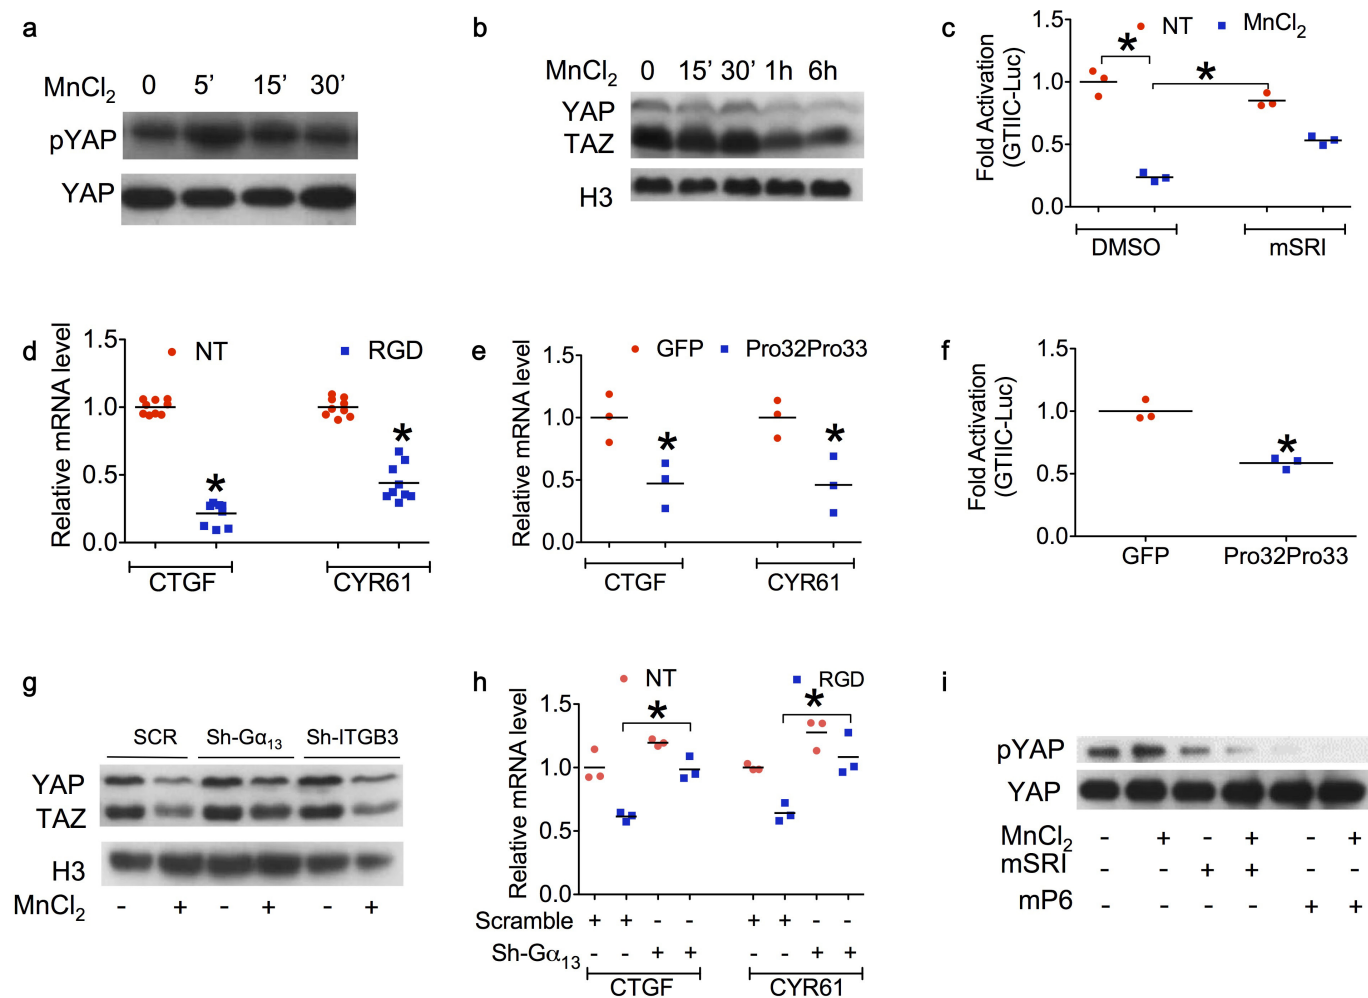 a
MnCl2 0 5’ 15’ 30’
pYAP
YAP
b
MnCl2 0 15’ 30’ 1h 6h
YAP
TAZ
H3
c
NT MnCl2
Fold Activation
(GTIIC-Luc)
1.5
1.0
0.5
0.0
*
*
DMSO mSRI
d
NT RGD
Relative mRNA level
1.5
1.0
0.5
0.0
*
*
CTGF CYR61
e
GFP Pro32Pro33
Relative mRNA level
1.5
1.0
0.5
0.0
*
*
CTGF CYR61
f
Fold Activation
(GTIIC-Luc)
1.5
1.0
0.5
0.0
*
GFP Pro32Pro33
g
SCR Sh-Gα13 Sh-ITGB3
YAP
TAZ
H3
MnCl2 - + - + - +
h
NT RGD
Relative mRNA level
1.5
1.0
0.5
0.0
*
*
Scramble + + - - + + - -
Sh-Gα13 - - + + - - + +
CTGF CYR61
i
pYAP
YAP
MnCl2 - + - + - +
mSRI - - + + - -
mP6 - - - - + +